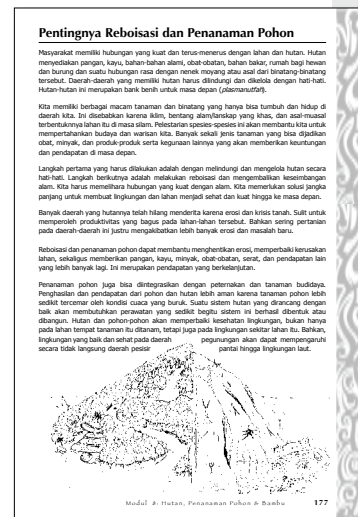 Pentingnya Reboisasi dan Penanaman Pohon
Masyarakat memiliki hubungan yang kuat dan terus-menerus dengan lahan dan hutan. Hutan
menyediakan pangan, kayu, bahan-bahan alami, obat-obatan, bahan bakar, rumah bagi hewan
dan burung dan suatu hubungan rasa dengan nenek moyang atau asal dari binatang-binatang
tersebut. Daerah-daerah yang memiliki hutan harus dilindungi dan dikelola dengan hati-hati.
Hutan-hutan ini merupakan bank benih untuk masa depan (plasmanutfah).
Kita memiliki berbagai macam tanaman dan binatang yang hanya bisa tumbuh dan hidup di
daerah kita. Ini disebabkan karena iklim, bentang alam/lanskap yang khas, dan asal-muasal
terbentuknya lahan itu di masa silam. Pelestarian spesies-spesies ini akan membantu kita untuk
mempertahankan budaya dan warisan kita. Banyak sekali jenis tanaman yang bisa dijadikan
obat, minyak, dan produk-produk serta kegunaan lainnya yang akan memberikan keuntungan
dan pendapatan di masa depan.
Langkah pertama yang harus dilakukan adalah dengan melindungi dan mengelola hutan secara
hati-hati. Langkah berikutnya adalah melakukan reboisasi dan mengembalikan keseimbangan
alam. Kita harus memelihara hubungan yang kuat dengan alam. Kita memerlukan solusi jangka
panjang untuk membuat lingkungan dan lahan menjadi sehat dan kuat hingga ke masa depan.
Banyak daerah yang hutannya telah hilang menderita karena erosi dan krisis tanah. Sulit untuk
memperoleh produktivitas yang bagus pada lahan-lahan tersebut. Bahkan sering pertanian
pada daerah-daerah ini justru mengakibatkan lebih banyak erosi dan masalah baru.
Reboisasi dan penanaman pohon dapat membantu menghentikan erosi, memperbaiki kerusakan
lahan, sekaligus memberikan pangan, kayu, minyak, obat-obatan, serat, dan pendapatan lain
yang lebih banyak lagi. Ini merupakan pendapatan yang berkelanjutan.
Penanaman pohon juga bisa diintegrasikan dengan peternakan dan tanaman budidaya.
Penghasilan dan pendapatan dari pohon dan hutan lebih aman karena tanaman pohon lebih
sedikit tercemar oleh kondisi cuaca yang buruk. Suatu sistem hutan yang dirancang dengan
baik akan membutuhkan perawatan yang sedikit begitu sistem ini berhasil dibentuk atau
dibangun. Hutan dan pohon-pohon akan memperbaiki kesehatan lingkungan, bukan hanya
pada lahan tempat tanaman itu ditanam, tetapi juga pada lingkungan sekitar lahan itu. Bahkan,
lingkungan yang baik dan sehat pada daerah pegunungan akan dapat mempengaruhi
secara tidak langsung daerah pesisir pantai hingga lingkungan laut.
Modul 8- Hutan, Penanaman Pohon & Bambu 177